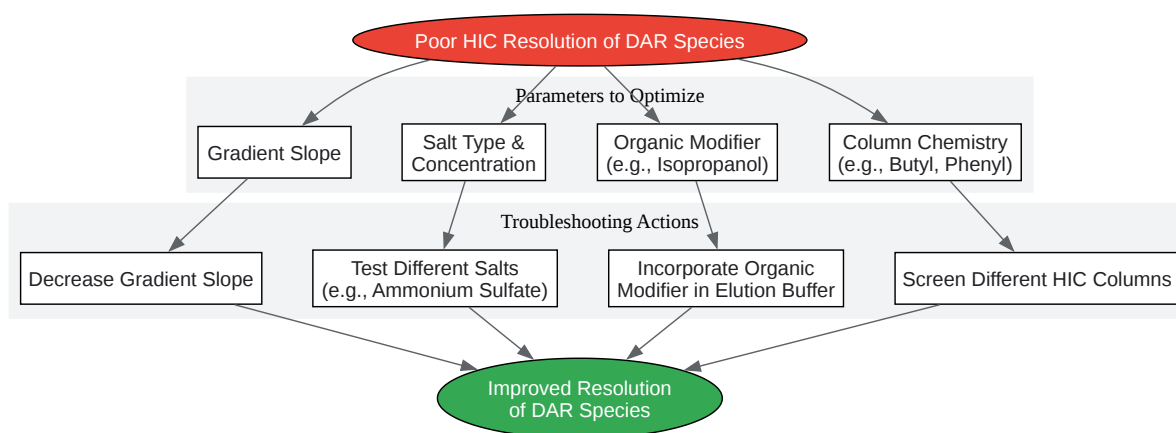 Poor HIC Resolution of DAR Species
Parameters to Optimize
Gradient Slope
Salt Type &
Concentration
Organic Modifier
(e.g., Isopropanol)
Column Chemistry
(e.g., Butyl, Phenyl)
Troubleshooting Actions
Decrease Gradient Slope
Test Different Salts
(e.g., Ammonium Sulfate)
Incorporate Organic
Modifier in Elution Buffer
Screen Different HIC Columns
Improved Resolution
of DAR Species